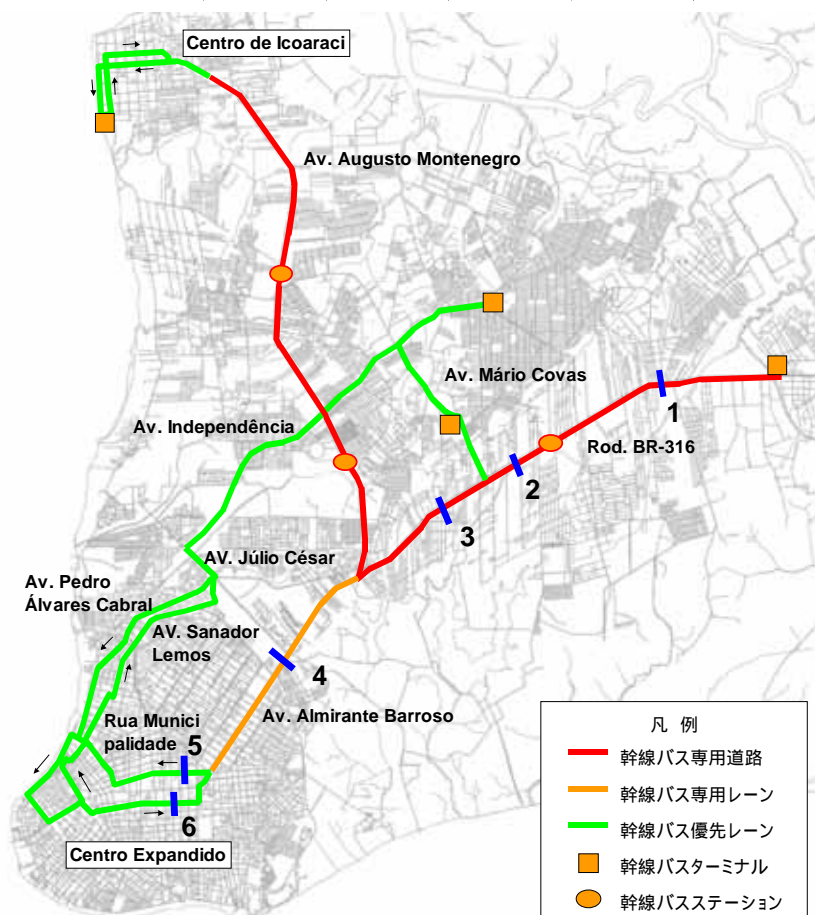 Centro de Icoaraci
Av. Augusto Montenegro
Av. Mário Covas
1
Av. Independência
Rod. BR-316
2
3
AV. Júlio César
Av. Pedro
Álvares Cabral
AV. Sanador
Lemos
4
Av. Almirante Barroso
Rua Munici
palidade
5
6
Centro Expandido
凡 例
幹線バス専用道路
幹線バス専用レーン
幹線バス優先レーン
幹線バスターミナル
幹線バスステーション